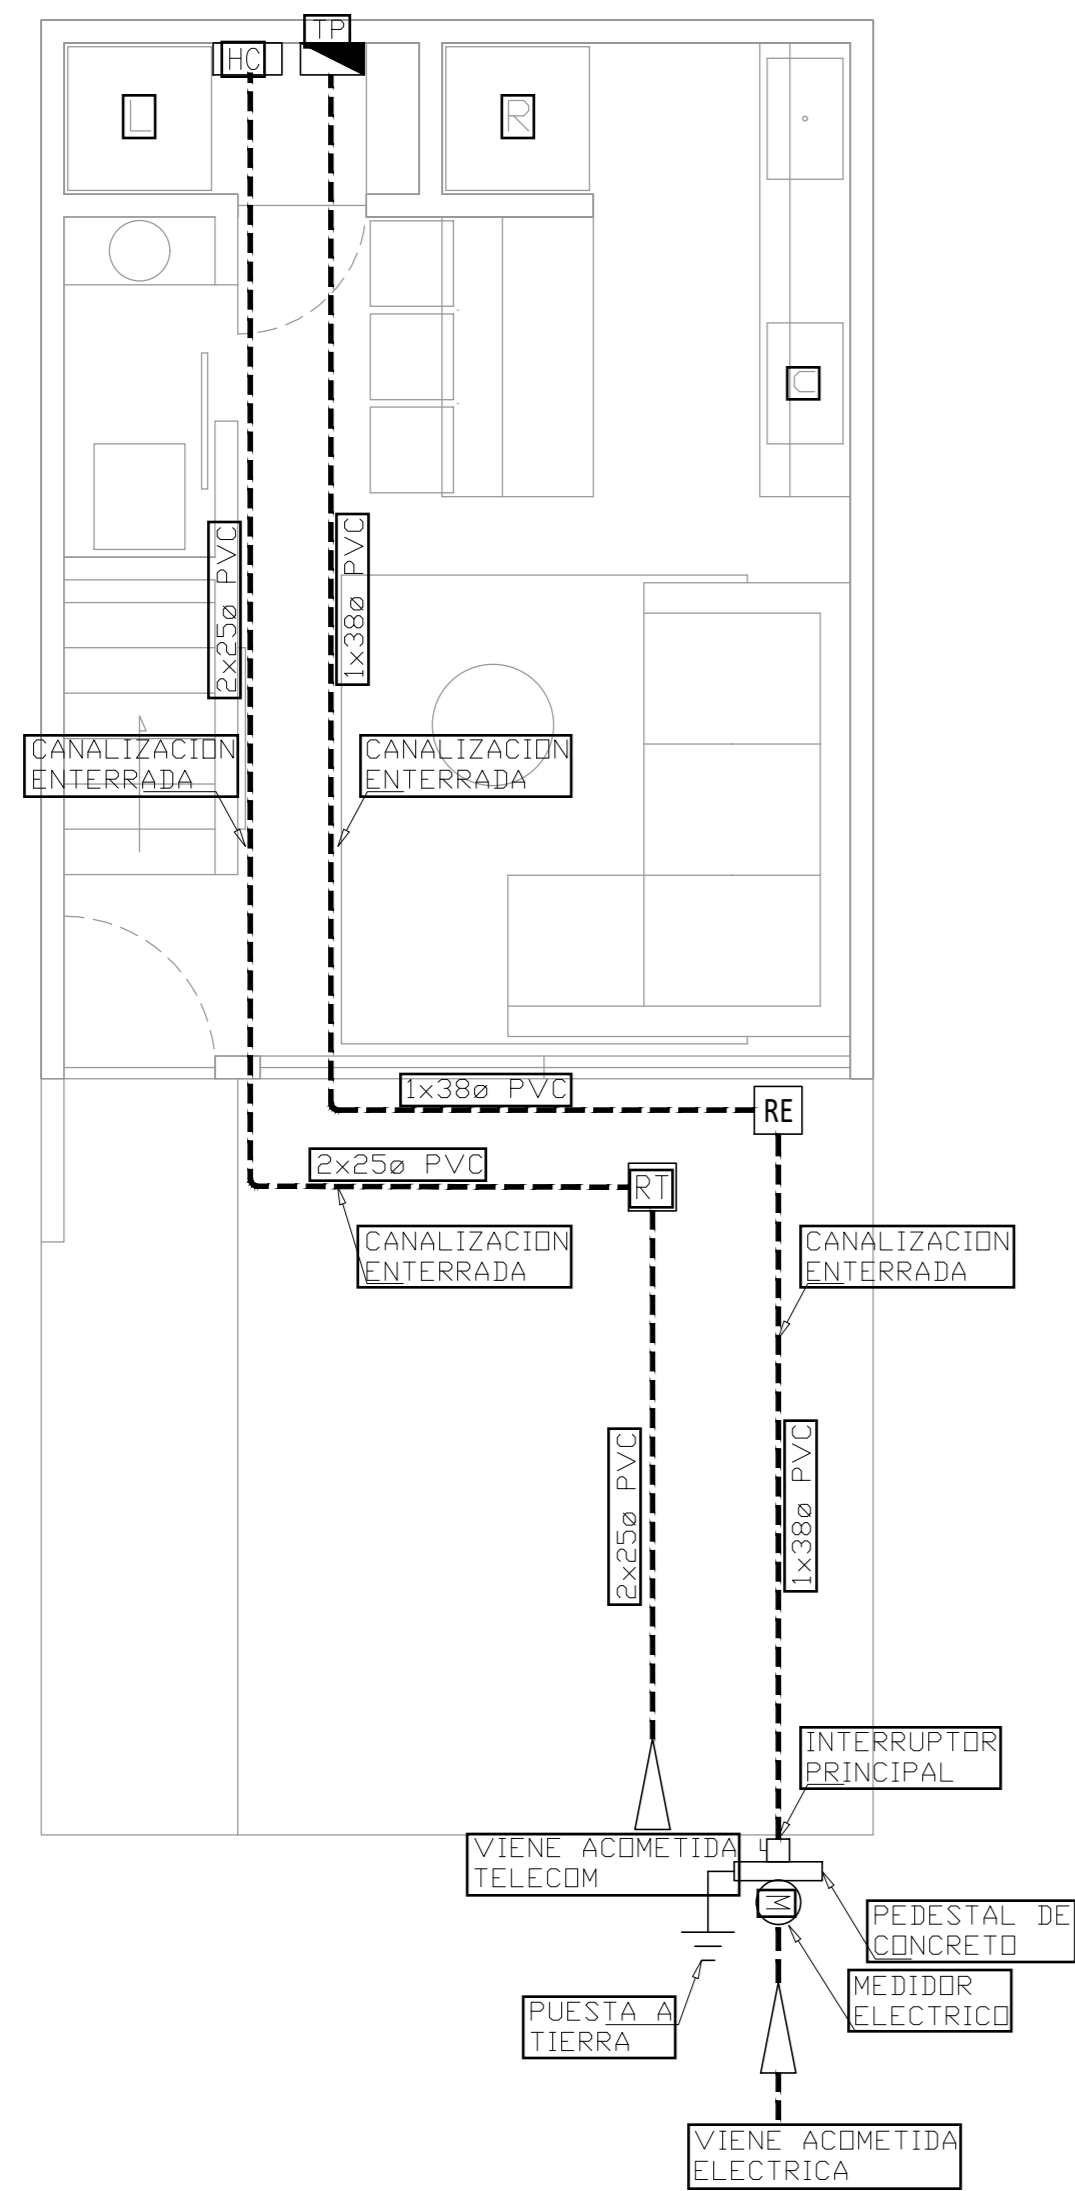 TP
HC
L
R
C
2x25ø PVC
1x38ø PVC
CANALIZACION
ENTERRADA
CANALIZACION
ENTERRADA
1x38ø PVC
RE
2x25ø PVC
RT
CANALIZACION
ENTERRADA
CANALIZACION
ENTERRADA
2x25ø PVC
1x38ø PVC
INTERRUPTOR
PRINCIPAL
VIENE ACOMETIDA
TELECOM
M
PEDESTAL DE
CONCRETO
MEDIDOR
ELECTRICO
PUESTA A
TIERRA
VIENE ACOMETIDA
ELECTRICA